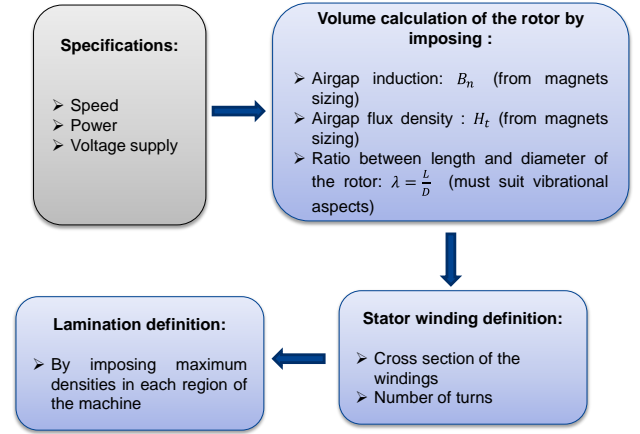 Specifications:
➢ Speed
➢ Power
➢ Voltage supply
Volume calculation of the rotor by
imposing :
➢ Airgap induction: Bₙ (from magnets
sizing)
➢ Airgap flux density : Hₜ (from magnets
sizing)
➢ Ratio between length and diameter of
the rotor: λ = L/D (must suit vibrational
aspects)
Lamination definition:
➢ By imposing maximum
densities in each region of
the machine
Stator winding definition:
➢ Cross section of the
windings
➢ Number of turns